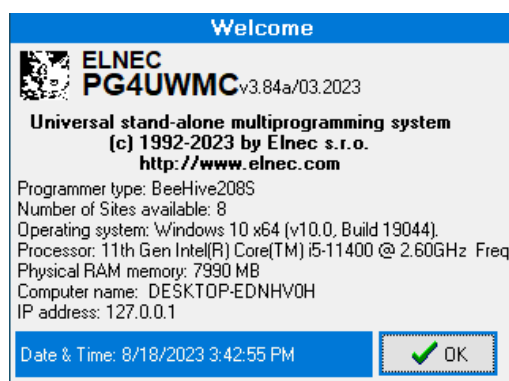 Welcome
ELNEC
PG4UWMC v3.84a/03.2023
Universal stand-alone multiprogramming system
(c) 1992-2023 by Elnec s.r.o.
http://www.elnec.com
Programmer type: BeeHive208S
Number of Sites available: 8
Operating system: Windows 10 x64 (v10.0, Build 19044).
Processor: 11th Gen Intel(R) Core(TM) i5-11400 @ 2.60GHz Freq
Physical RAM memory: 7990 MB
Computer name: DESKTOP-EDNHV0H
IP address: 127.0.0.1
Date & Time: 8/18/2023 3:42:55 PM
OK